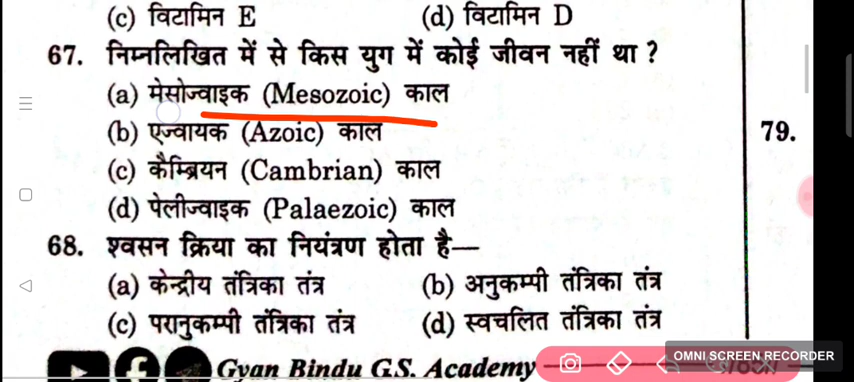 (c) विटामिन E (d) विटामिन D
67. निम्नलिखित में से किस युग में कोई जीवन नहीं था ?
(a) मेसोज्वाइक (Mesozoic) काल
(b) एज्वायक (Azoic) काल
79.
(c) कैम्ब्रियन (Cambrian) काल
(d) पेलीज्वाइक (Palaezoic) काल
68. श्वसन क्रिया का नियंत्रण होता है—
(a) केन्द्रीय तंत्रिका तंत्र (b) अनुकम्पी तंत्रिका तंत्र
(c) परानुकम्पी तंत्रिका तंत्र (d) स्वचलित तंत्रिका तंत्र
Gyan Bindu G.S. Academy
OMNI SCREEN RECORDER